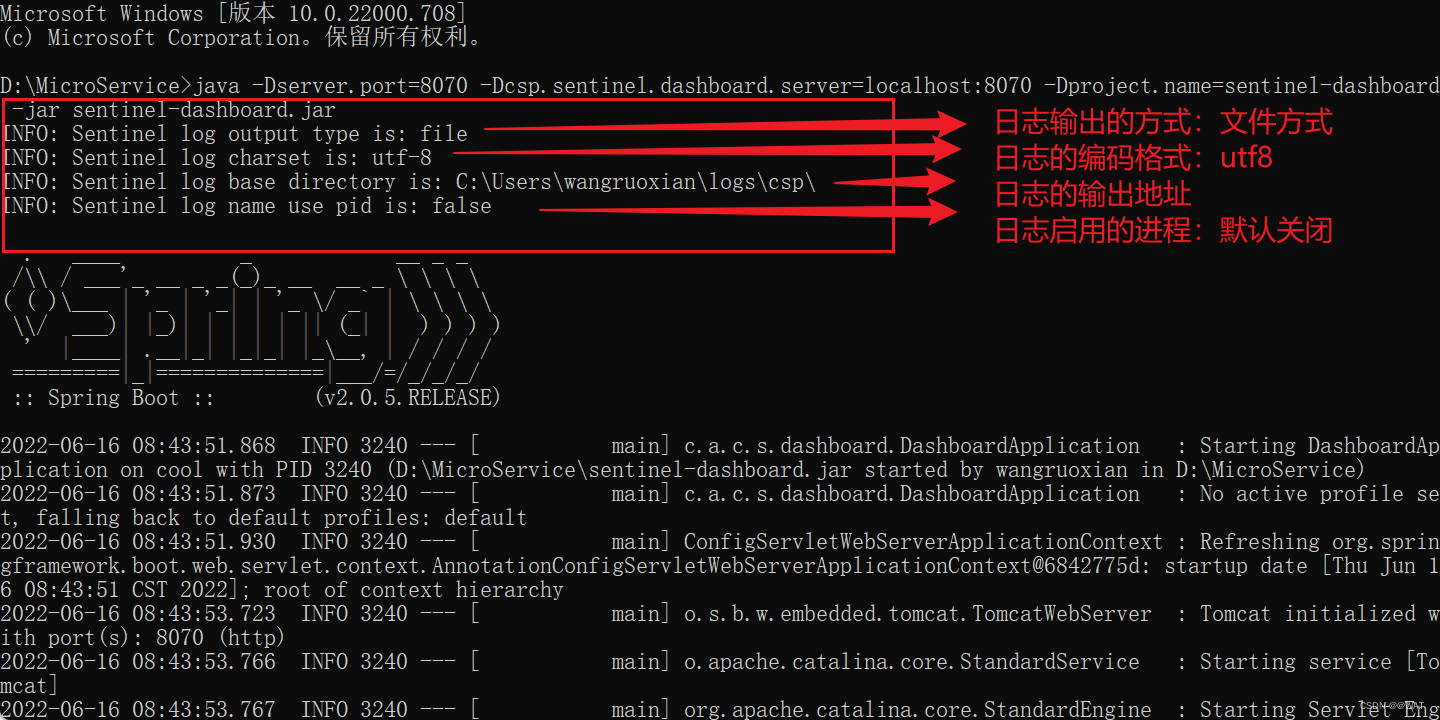 Microsoft Windows [版本 10.0.22000.708]
(c) Microsoft Corporation。保留所有权利。
D:\MicroService>java -Dserver.port=8070 -Dcsp.sentinel.dashboard.server=localhost:8070 -Dproject.name=sentinel-dashboard
-jar sentinel-dashboard.jar
INFO: Sentinel log output type is: file
日志输出的方式：文件方式
INFO: Sentinel log charset is: utf-8
日志的编码格式：utf8
INFO: Sentinel log base directory is: C:\Users\wangruoxian\logs\csp\
日志的输出地址
INFO: Sentinel log name use pid is: false
日志启用的进程：默认关闭
Spring
:: Spring Boot ::        (v2.0.5.RELEASE)
2022-06-16 08:43:51.868  INFO 3240 --- [           main] c.a.c.s.dashboard.DashboardApplication   : Starting DashboardAp
plication on cool with PID 3240 (D:\MicroService\sentinel-dashboard.jar started by wangruoxian in D:\MicroService)
2022-06-16 08:43:51.873  INFO 3240 --- [           main] c.a.c.s.dashboard.DashboardApplication   : No active profile se
t, falling back to default profiles: default
2022-06-16 08:43:51.930  INFO 3240 --- [           main] ConfigServletWebServerApplicationContext : Refreshing org.sprin
gframework.boot.web.servlet.context.AnnotationConfigServletWebServerApplicationContext@6842775d: startup date [Thu Jun 1
6 08:43:51 CST 2022]; root of context hierarchy
2022-06-16 08:43:53.723  INFO 3240 --- [           main] o.s.b.w.embedded.tomcat.TomcatWebServer  : Tomcat initialized w
ith port(s): 8070 (http)
2022-06-16 08:43:53.766  INFO 3240 --- [           main] o.apache.catalina.core.StandardService   : Starting service [To
mcat]
2022-06-16 08:43:53.767  INFO 3240 --- [           main] org.apache.catalina.core.StandardEngine  : Starting Servlet Eng